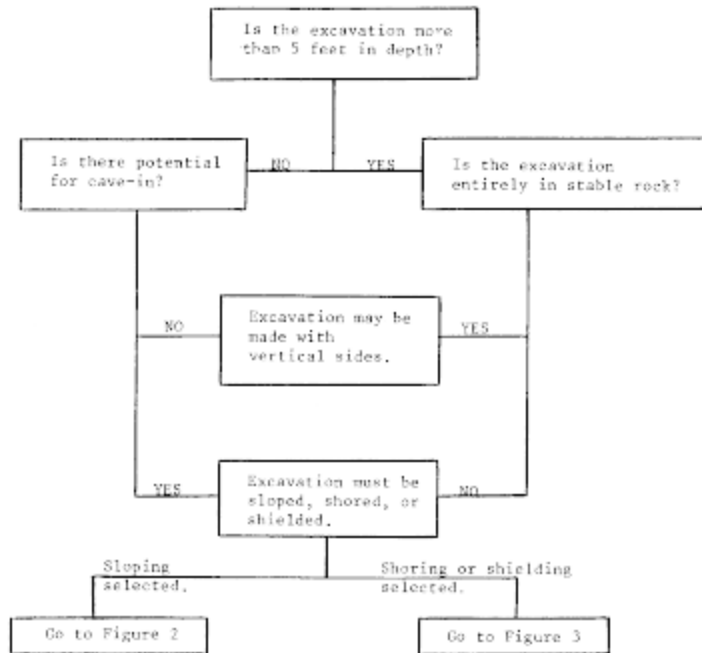 Is the excavation more
than 5 feet in depth?
Is there potential
for cave-in?
NO
YES
Is the excavation
entirely in stable rock?
NO
Excavation may be
made with
vertical sides.
YES
YES
Excavation must be
sloped, shored, or
shielded.
NO
Sloping
selected.
Shoring or shielding
selected.
Go to Figure 2
Go to Figure 3